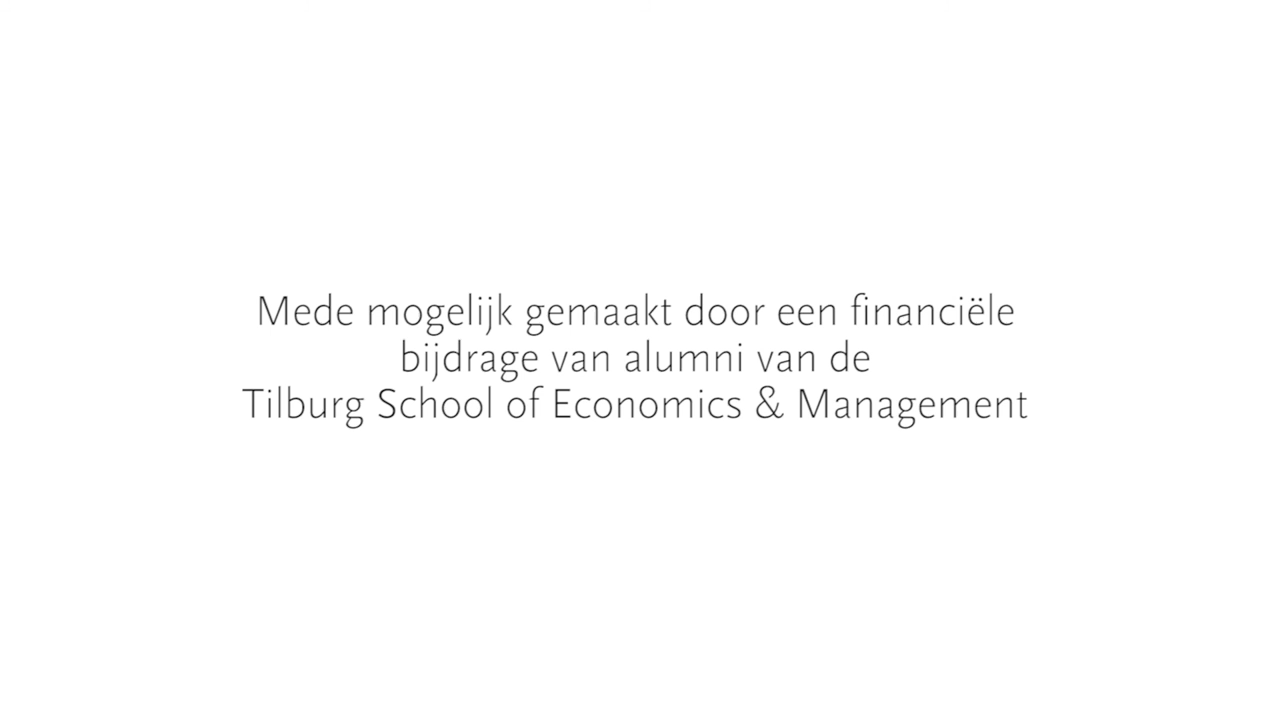 Mede mogelijk gemaakt door een financiële
bijdrage van alumni van de
Tilburg School of Economics & Management